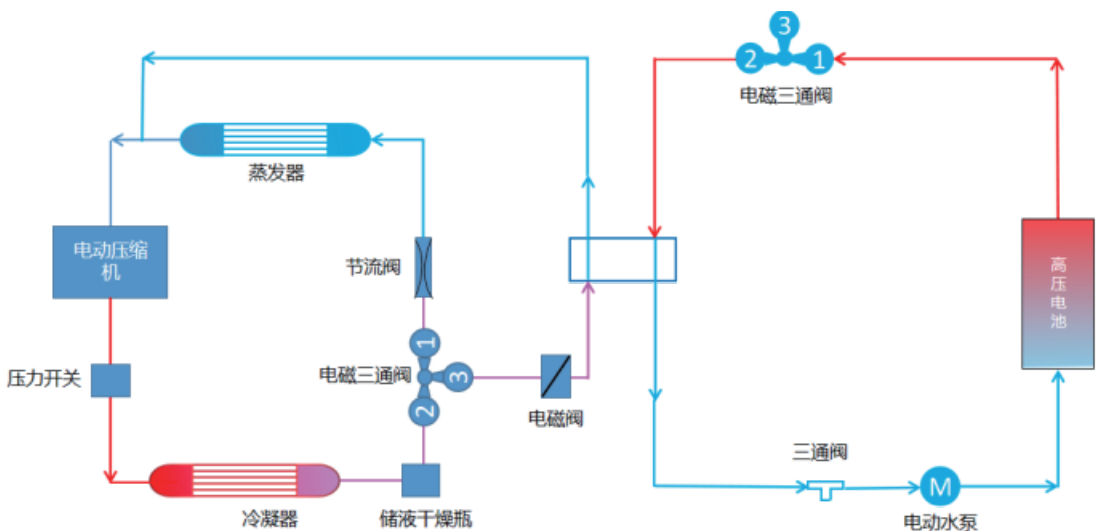 3
2
1
电磁三通阀
蒸发器
电动压缩
机
节流阀
高
压
电
池
1
电磁三通阀
3
2
压力开关
电磁阀
三通阀
M
冷凝器
储液干燥瓶
电动水泵